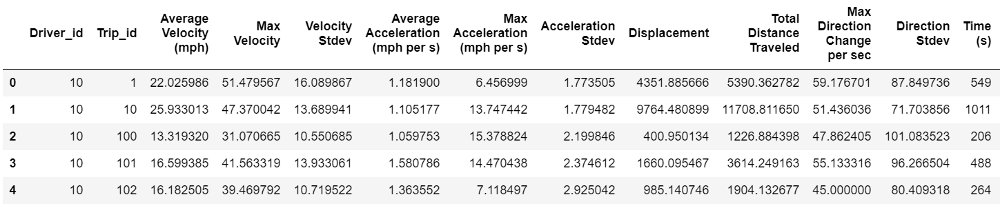 Driver_id Trip_id Average Velocity (mph) Max Velocity Velocity Stdev Average Acceleration (mph per s) Max Acceleration (mph per s) Acceleration Stdev Displacement Total Distance Traveled Max Direction Change per sec Direction Stdev Time (s)
0 10 1 22.025986 51.479567 16.089867 1.181900 6.456999 1.773505 4351.885666 5390.362782 59.176701 87.849736 549
1 10 10 25.933013 47.370042 13.689941 1.105177 13.747442 1.779482 9764.480899 11708.811650 51.436036 71.703856 1011
2 10 100 13.319320 31.070665 10.550685 1.059753 15.378824 2.199846 400.950134 1226.884398 47.862405 101.083523 206
3 10 101 16.599385 41.563319 13.933061 1.580786 14.470438 2.374612 1660.095467 3614.249163 55.133316 96.266504 488
4 10 102 16.182505 39.469792 10.719522 1.363552 7.118497 2.925042 985.140746 1904.132677 45.000000 80.409318 264